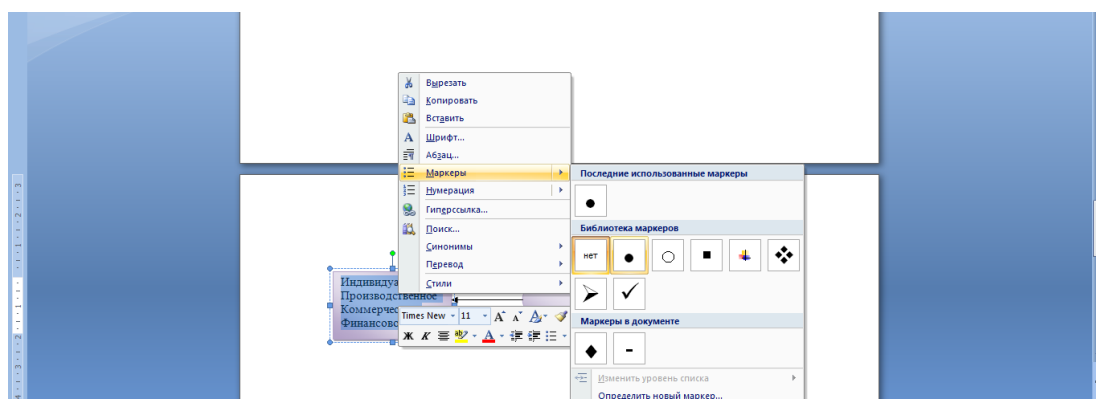 Вырезать
Копировать
Вставить
Шрифт...
Абзац...
Маркеры
Нумерация
Гиперссылка...
Поиск...
Синонимы
Перевод
Стили
Последние использованные маркеры
Библиотека маркеров
нет
Маркеры в документе
Изменить уровень списка
Определить новый маркер...
Индивидуа
Производственное
Коммерчес
Финансово
Times New 11 A A A
Ж К ab A